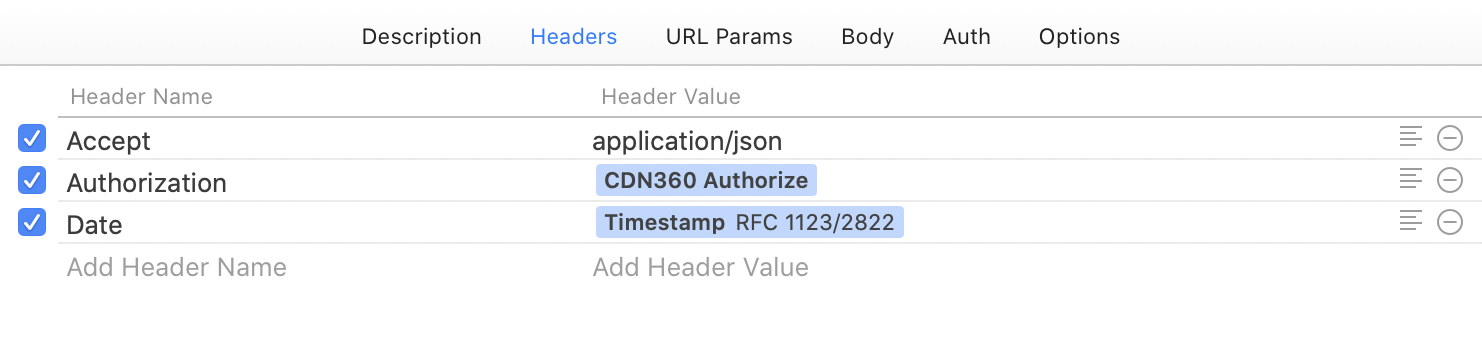 Description Headers URL Params Body Auth Options
Header Name Header Value
Accept application/json
Authorization CDN360 Authorize
Date Timestamp RFC 1123/2822
Add Header Name Add Header Value